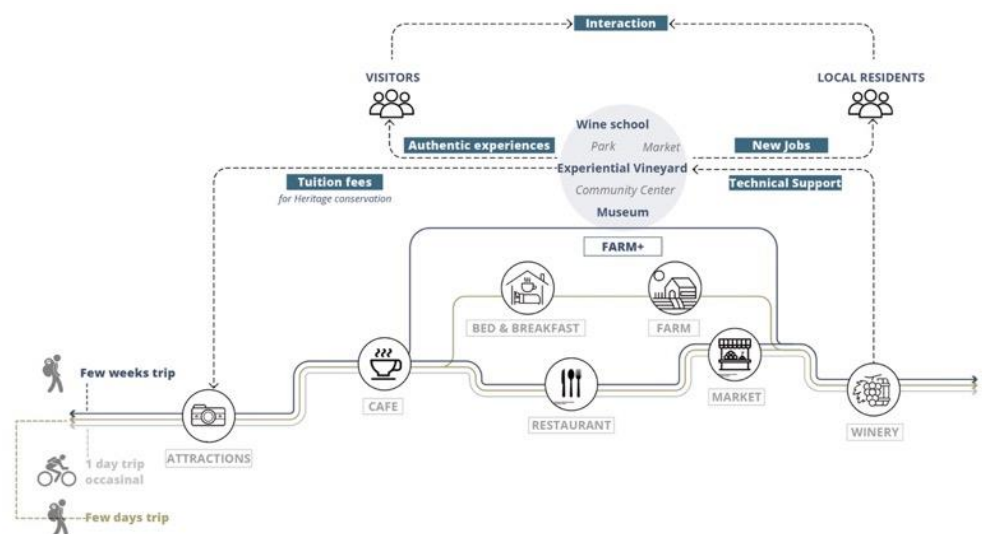 Interaction
VISITORS
LOCAL RESIDENTS
Wine school
Park Market
Authentic experiences
New Jobs
Experiential Vineyard
Tuition fees
Technical Support
for Heritage conservation
Community Center
Museum
FARM+
BED & BREAKFAST
FARM
Few weeks trip
CAFE
MARKET
RESTAURANT
WINERY
ATTRACTIONS
1 day trip
occasinal
Few days trip